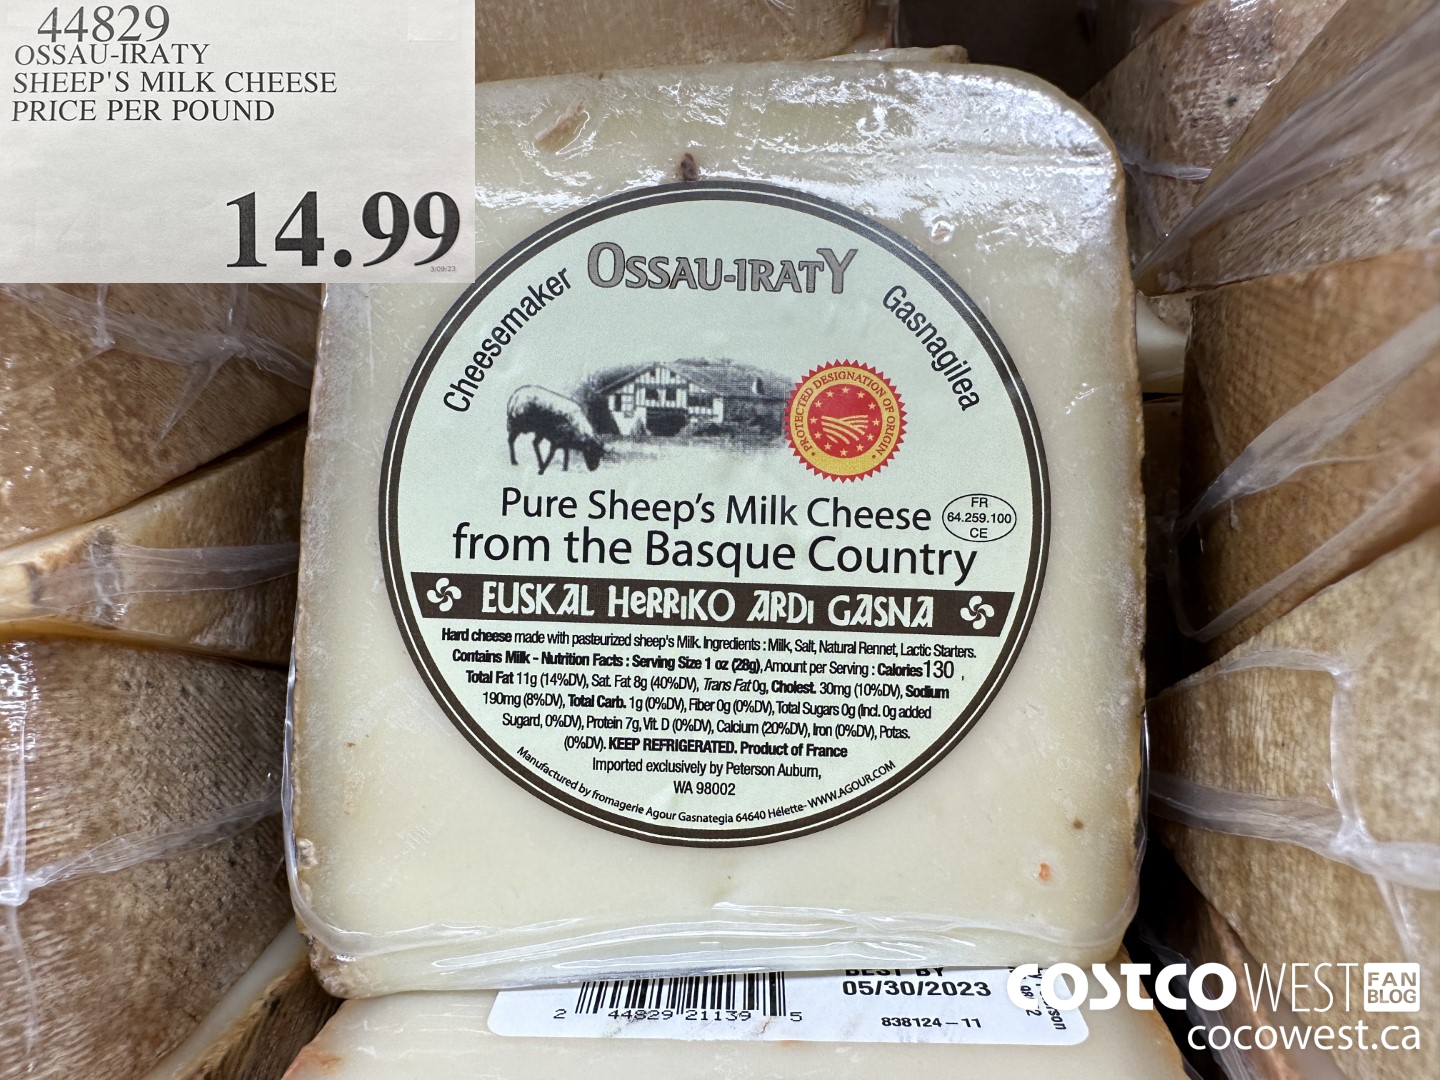 44829
OSSAU-IRATY
SHEEP'S MILK CHEESE
PRICE PER POUND
14.99
3/09/23
Cheesemaker
OSSAU-IRATY
Gasnagilea
PROTECTED DESIGNATION OF ORIGIN
Pure Sheep's Milk Cheese
FR
64.259.100
CE
from the Basque Country
EUSKAL HeRRiKO ARDi GASNA
Hard cheese made with pasteurized sheep's Milk. Ingredients : Milk, Salt, Natural Rennet, Lactic Starters.
Contains Milk - Nutrition Facts : Serving Size 1 oz (28g), Amount per Serving : Calories 130 ,
Total Fat 11g (14%DV), Sat. Fat 8g (40%DV), Trans Fat 0g, Cholest. 30mg (10%DV), Sodium
190mg (8%DV), Total Carb. 1g (0%DV), Fiber 0g (0%DV), Total Sugars 0g (Incl. 0g added
Sugard, 0%DV), Protein 7g, Vit. D (0%DV), Calcium (20%DV), Iron (0%DV), Potas.
(0%DV). KEEP REFRIGERATED. Product of France
Imported exclusively by Peterson Auburn,
WA 98002
Manufactured by fromagerie Agour Gasnategia 64640 Hélette- WWW.AGOUR.COM
BEST BY
05/30/2023
2 44829 21139 5
838124-11
COSTCO WEST FAN BLOG
cocowest.ca